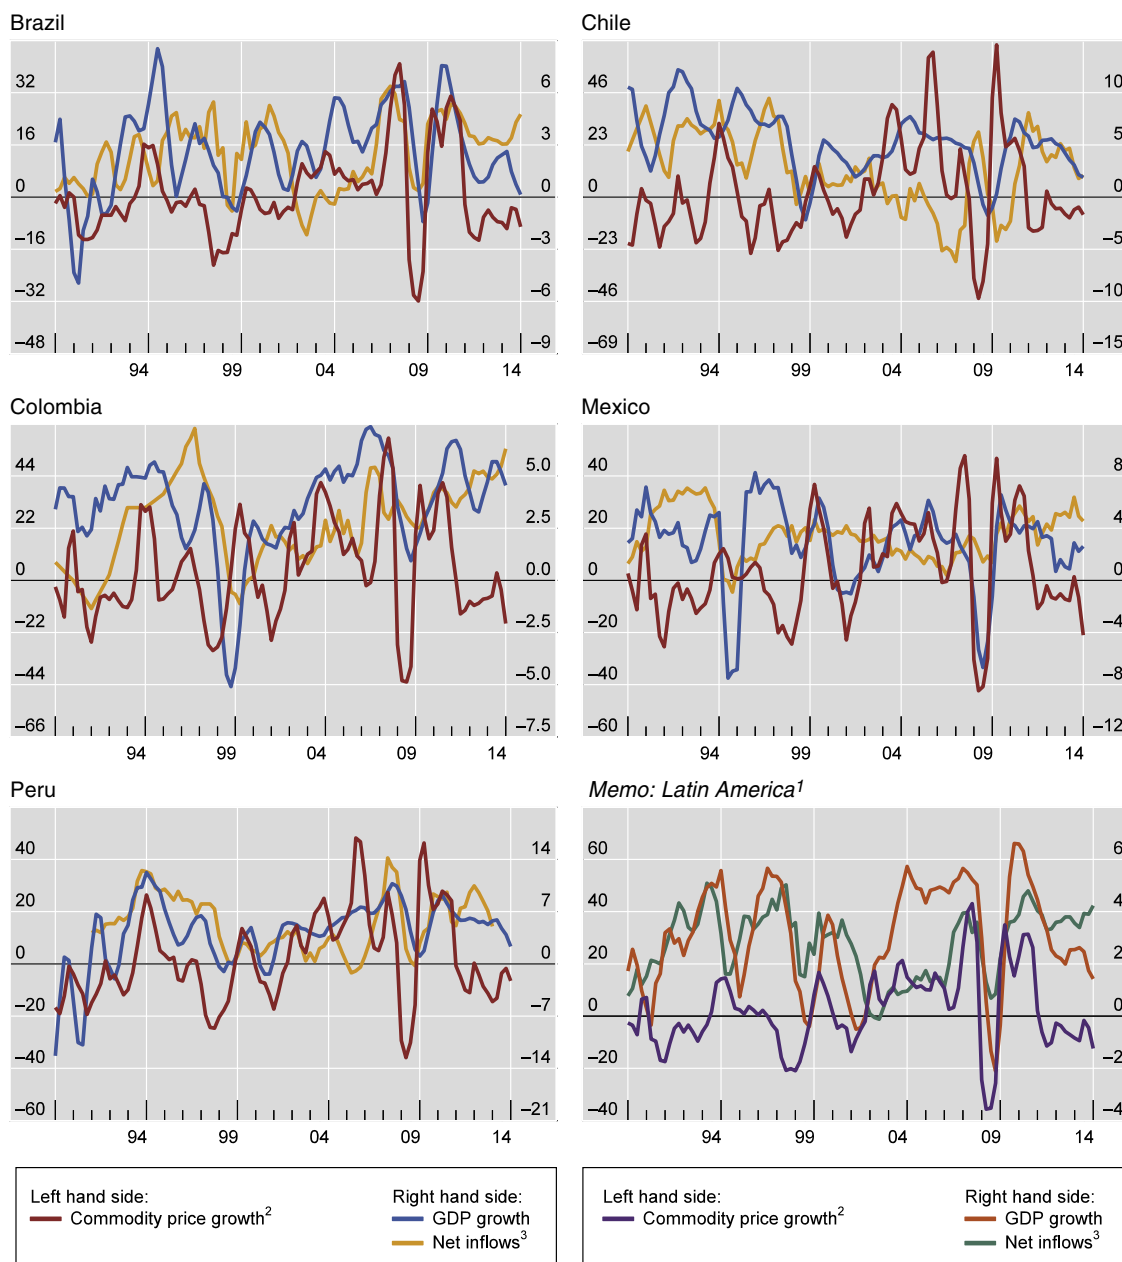 Brazil
Chile
32 6 46 10
16 3 23 5
0 0 0 0
−16 −3 −23 −5
−32 −6 −46 −10
−48 −9 −69 −15
94 99 04 09 14 94 99 04 09 14
Colombia
Mexico
44 5.0 40 8
22 2.5 20 4
0 0.0 0 0
−22 −2.5 −20 −4
−44 −5.0 −40 −8
−66 −7.5 −60 −12
94 99 04 09 14 94 99 04 09 14
Peru
Memo: Latin America1
40 14 60 6
20 7 40 4
0 0 20 2
−20 −7 0 0
−40 −14 −20 −2
−60 −21 −40 −4
94 99 04 09 14 94 99 04 09 14
Left hand side:
Commodity price growth2
Right hand side:
GDP growth
Net inflows3
Left hand side:
Commodity price growth2
Right hand side:
GDP growth
Net inflows3